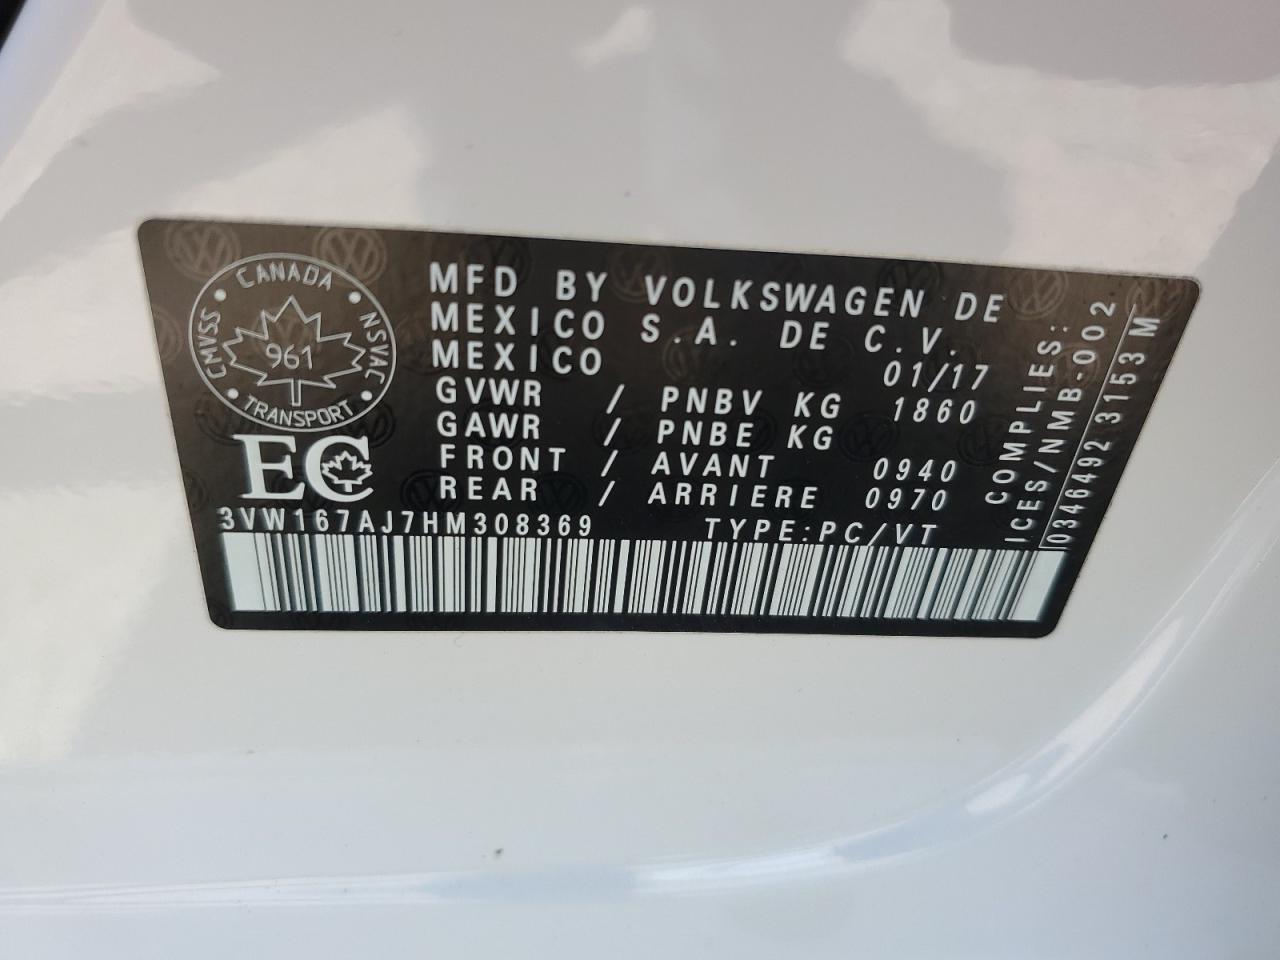 CANADA
CMVSS NSVAC
961
TRANSPORT
EC
MFD BY VOLKSWAGEN DE
MEXICO S.A. DE C.V.
MEXICO 01/17
GVWR / PNBV KG 1860
GAWR / PNBE KG
FRONT / AVANT 0940
REAR / ARRIERE 0970
3VW167AJ7HM308369 TYPE:PC/VT
COMPLIES:
ICES/NMB-002
0346492 3153 M